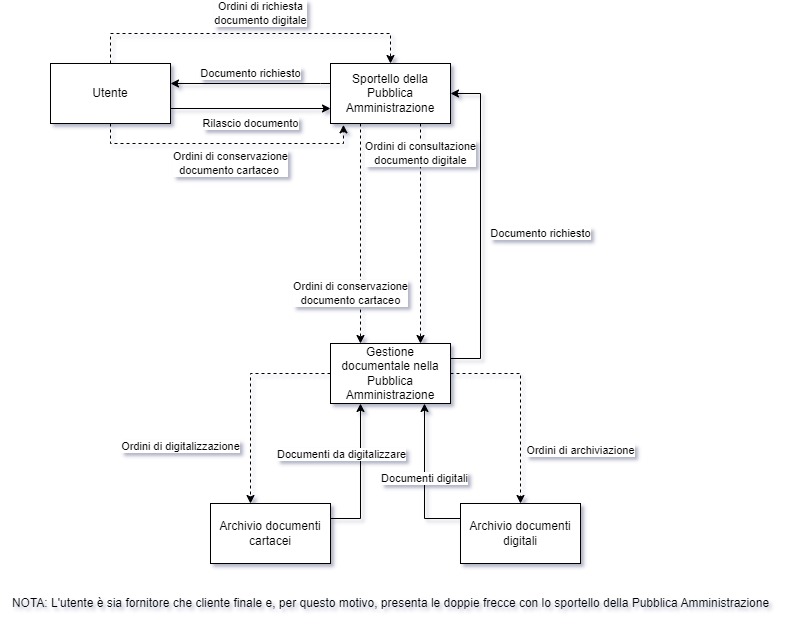 Ordini di richiesta
documento digitale
Utente
Documento richiesto
Rilascio documento
Sportello della
Pubblica
Amministrazione
Ordini di conservazione
documento cartaceo
Ordini di consultazione
documento digitale
Documento richiesto
Ordini di conservazione
documento cartaceo
Gestione
documentale nella
Pubblica
Amministrazione
Ordini di digitalizzazione
Documenti da digitalizzare
Documenti digitali
Ordini di archiviazione
Archivio documenti
cartacei
Archivio documenti
digitali
NOTA: L'utente è sia fornitore che cliente finale e, per questo motivo, presenta le doppie frecce con lo sportello della Pubblica Amministrazione